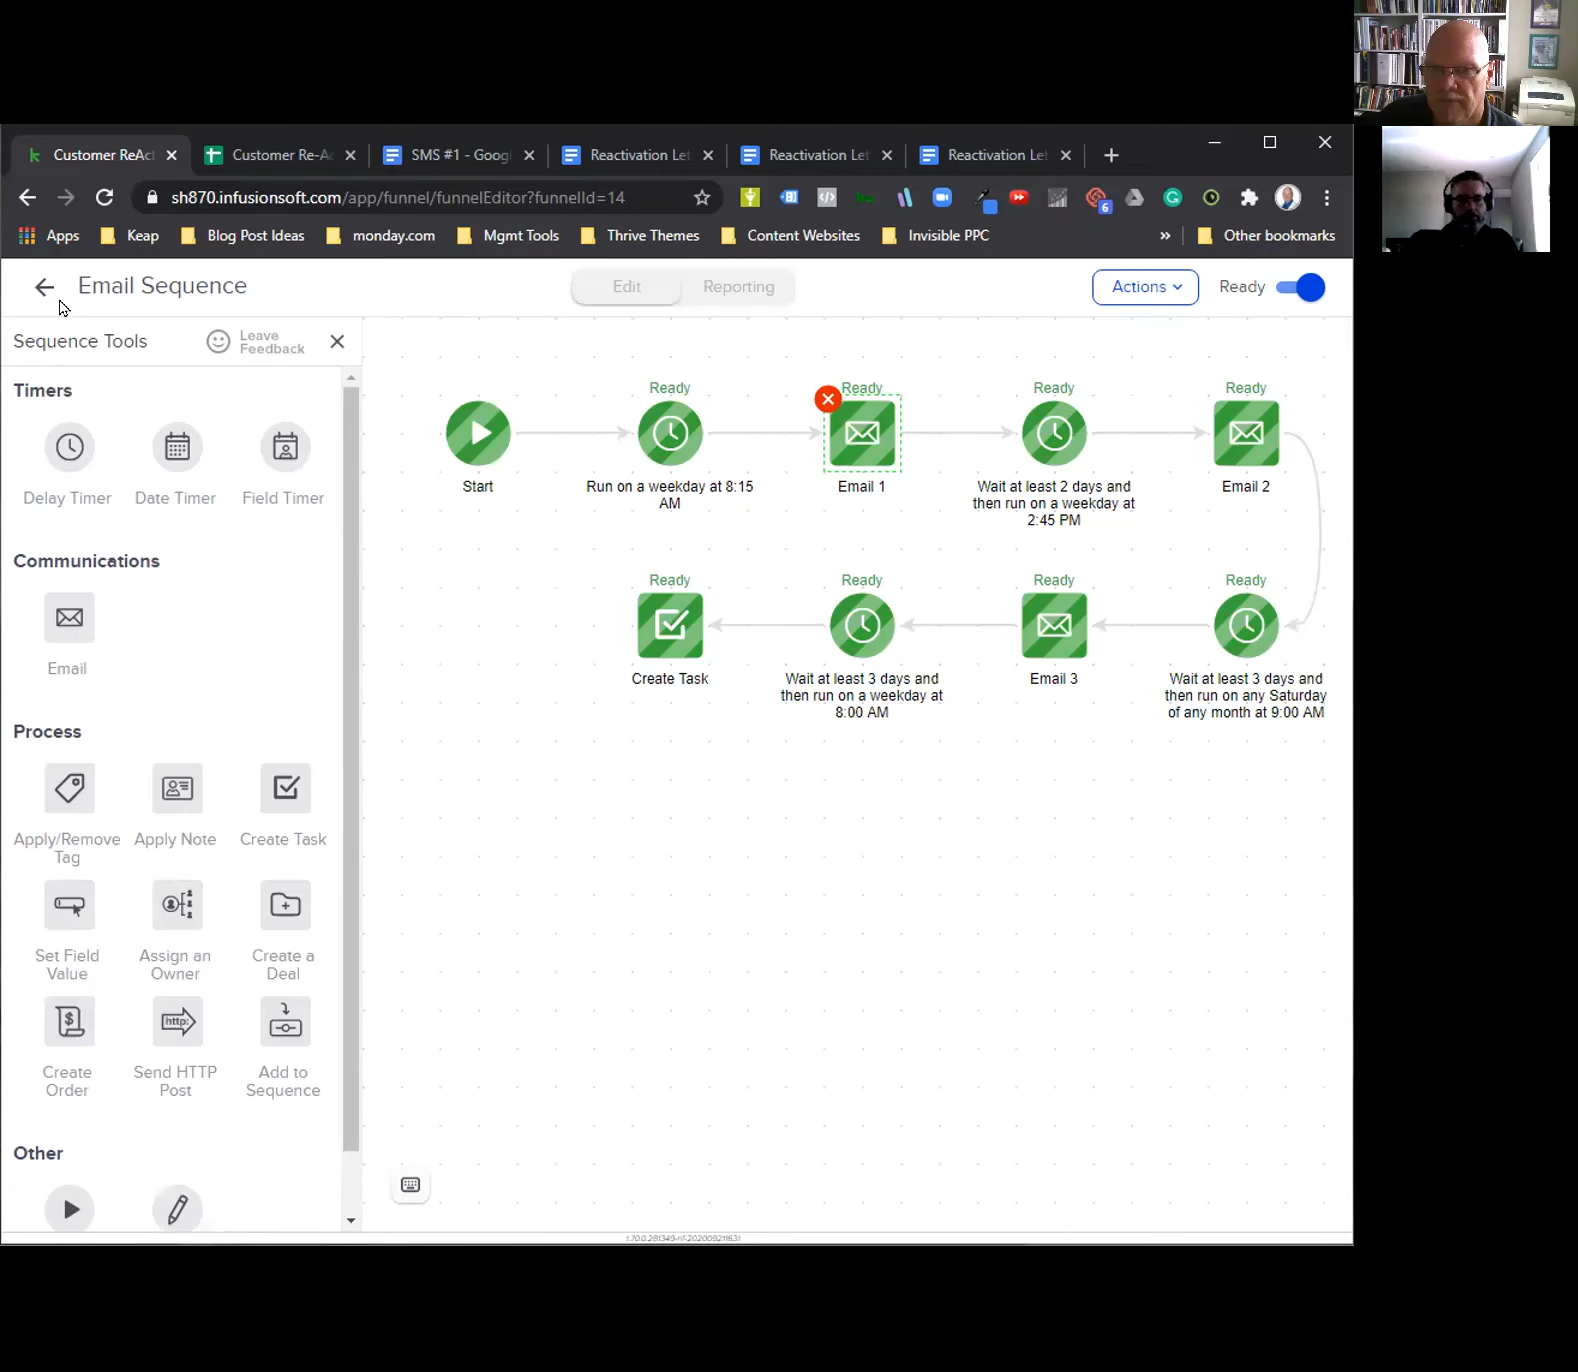 Customer ReAct
Customer Re-A
SMS #1 - Googl
Reactivation Let
Reactivation Let
Reactivation Let
sh870.infusionsoft.com/app/funnel/funnelEditor?funnelId=14
6
Apps
Keap
Blog Post Ideas
monday.com
Mgmt Tools
Thrive Themes
Content Websites
Invisible PPC
»
Other bookmarks
Email Sequence
Edit
Reporting
Actions
Ready
Sequence Tools
Leave
Feedback
Timers
Delay Timer
Date Timer
Field Timer
Communications
Email
Process
Apply/Remove
Tag
Apply Note
Create Task
Set Field
Value
Assign an
Owner
Create a
Deal
Create
Order
http:
Send HTTP
Post
Add to
Sequence
Other
Start
Ready
Run on a weekday at 8:15
AM
Ready
Email 1
Ready
Wait at least 2 days and
then run on a weekday at
2:45 PM
Ready
Email 2
Ready
Create Task
Ready
Wait at least 3 days and
then run on a weekday at
8:00 AM
Ready
Email 3
Ready
Wait at least 3 days and
then run on any Saturday
of any month at 9:00 AM